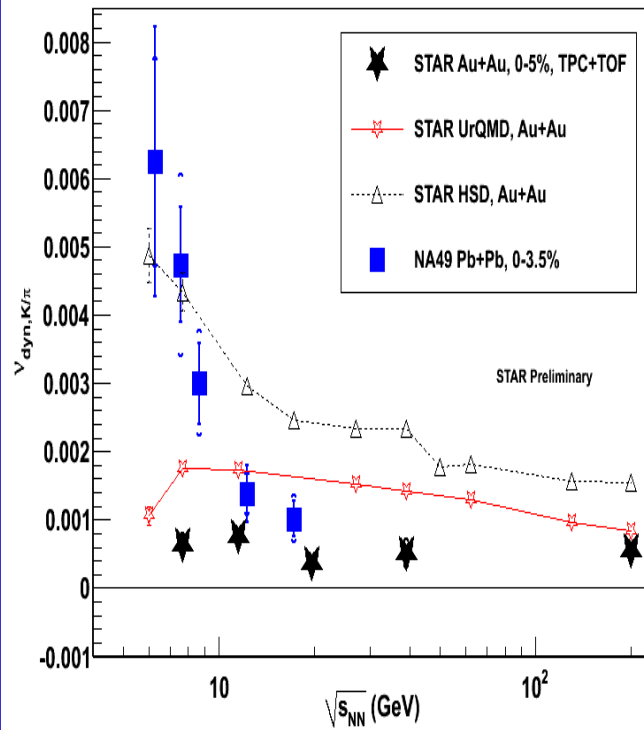 0.008
0.007
0.006
0.005
0.004
0.003
0.002
0.001
0
-0.001
ν_dyn,K/π
STAR Au+Au, 0-5%, TPC+TOF
STAR UrQMD, Au+Au
STAR HSD, Au+Au
NA49 Pb+Pb, 0-3.5%
STAR Preliminary
10
10²
√s_NN (GeV)